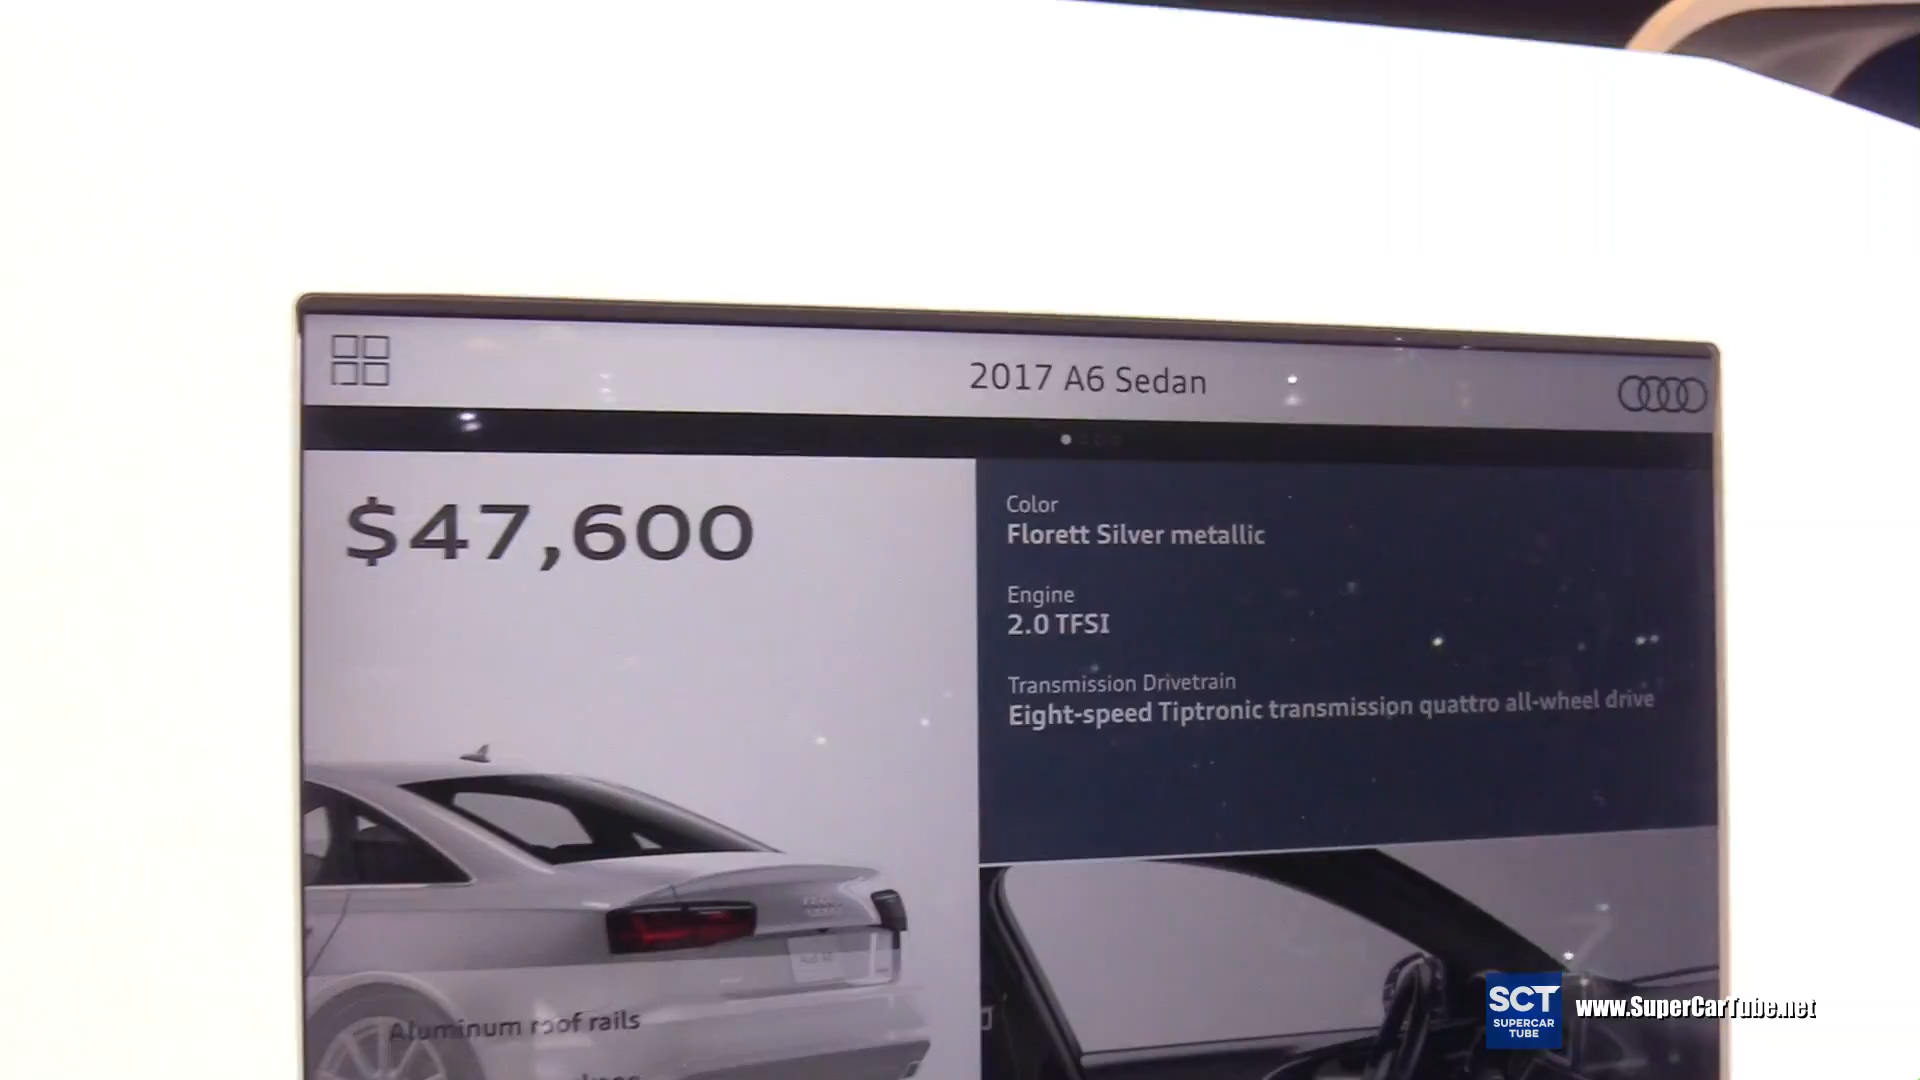 2017 A6 Sedan
$47,600
Color
Florett Silver metallic
Engine
2.0 TFSI
Transmission Drivetrain
Eight-speed Tiptronic transmission quattro all-wheel drive
Aluminum roof rails
SCT
SUPERCAR
TUBE
www.SuperCarTube.net